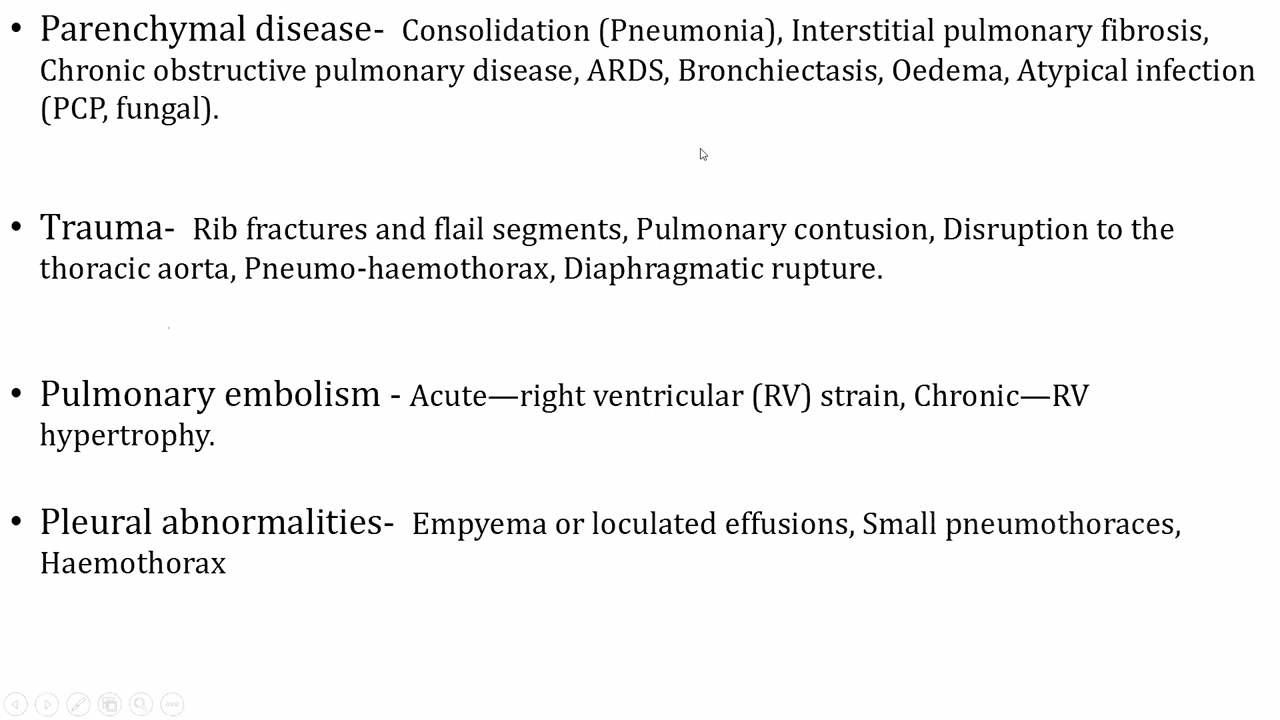 • Parenchymal disease- Consolidation (Pneumonia), Interstitial pulmonary fibrosis,
Chronic obstructive pulmonary disease, ARDS, Bronchiectasis, Oedema, Atypical infection
(PCP, fungal).
• Trauma- Rib fractures and flail segments, Pulmonary contusion, Disruption to the
thoracic aorta, Pneumo-haemothorax, Diaphragmatic rupture.
• Pulmonary embolism - Acute—right ventricular (RV) strain, Chronic—RV
hypertrophy.
• Pleural abnormalities- Empyema or loculated effusions, Small pneumothoraces,
Haemothorax